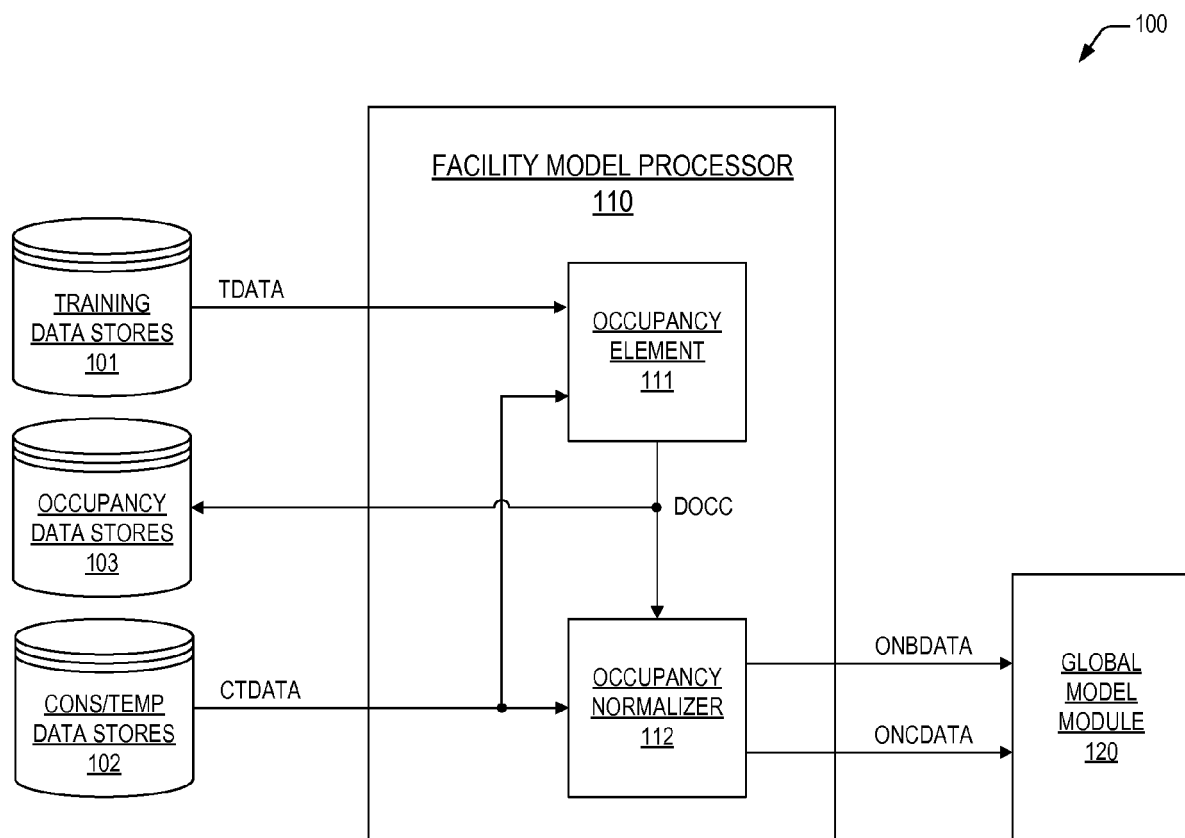 100
FACILITY MODEL PROCESSOR
110
TRAINING
DATA STORES
101
TDATA
OCCUPANCY
ELEMENT
111
OCCUPANCY
DATA STORES
103
DOCC
CONS/TEMP
DATA STORES
102
CTDATA
OCCUPANCY
NORMALIZER
112
ONBDATA
ONCDATA
GLOBAL
MODEL
MODULE
120